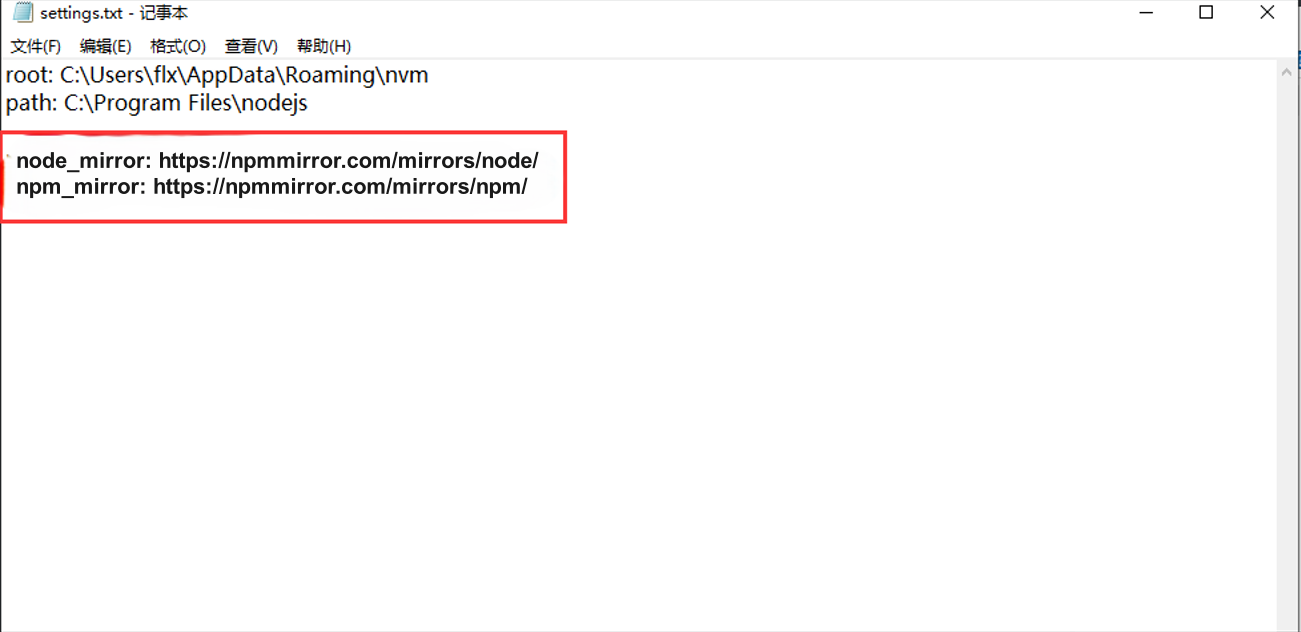 settings.txt - 记事本
文件(F) 编辑(E) 格式(O) 查看(V) 帮助(H)
root: C:\Users\flx\AppData\Roaming\nvm
path: C:\Program Files\nodejs
node_mirror: https://npmmirror.com/mirrors/node/
npm_mirror: https://npmmirror.com/mirrors/npm/